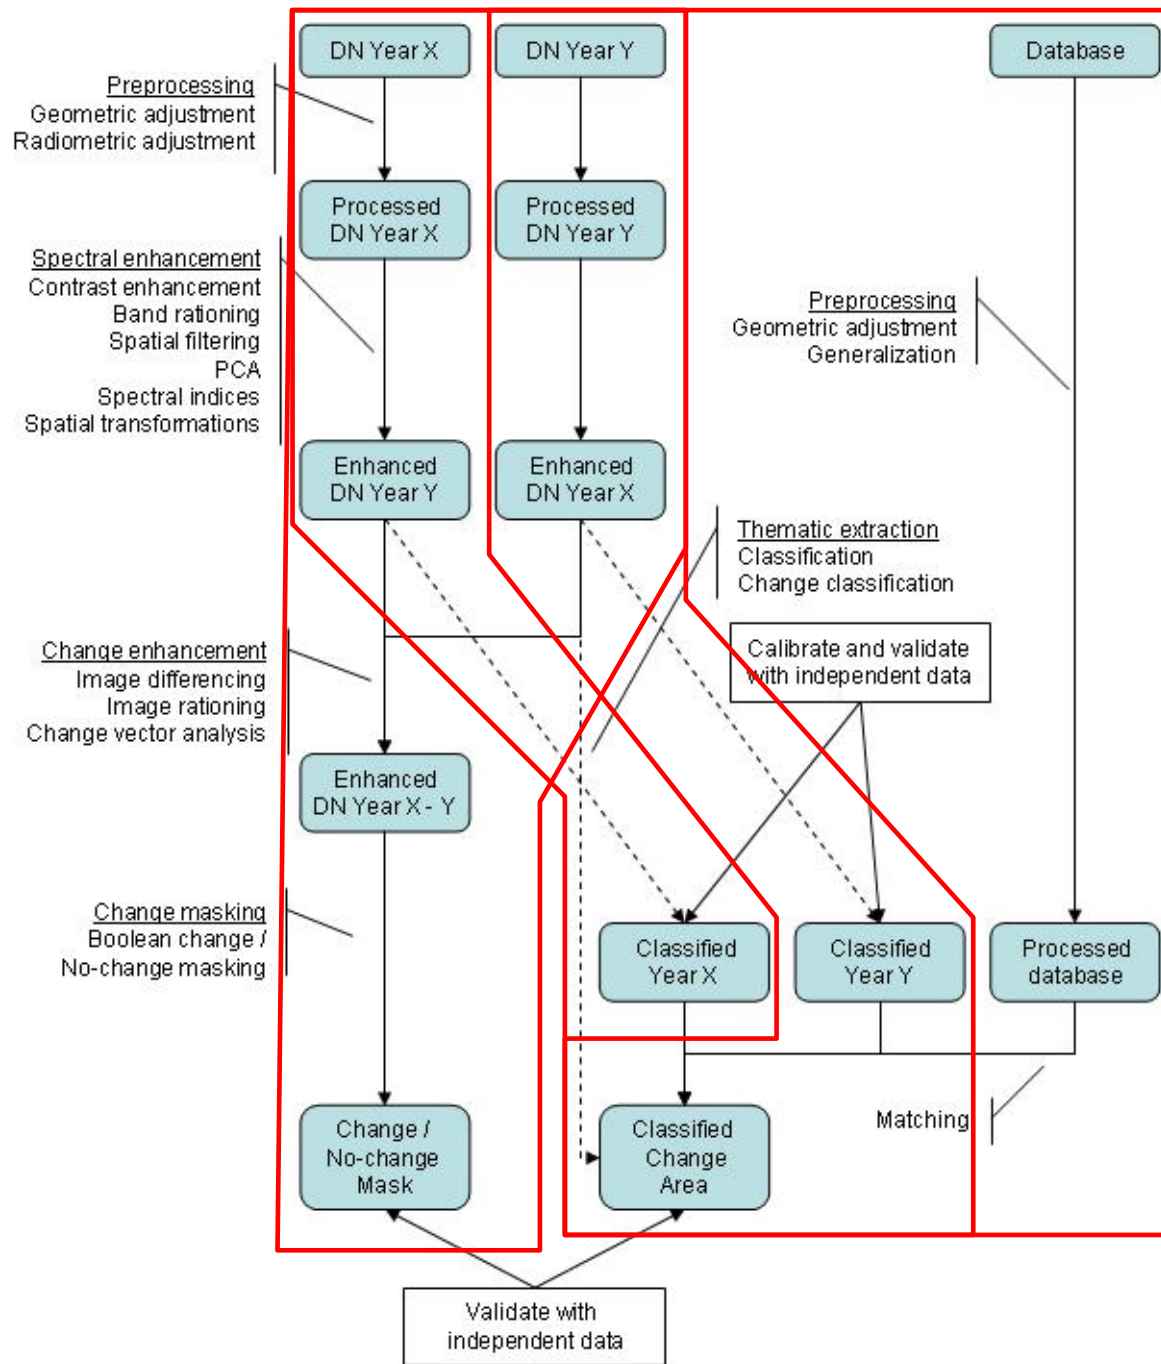 DN Year X
DN Year Y
Database
Preprocessing
Geometric adjustment
Radiometric adjustment
Processed
DN Year X
Processed
DN Year Y
Spectral enhancement
Contrast enhancement
Band rationing
Spatial filtering
PCA
Spectral indices
Spatial transformations
Preprocessing
Geometric adjustment
Generalization
Enhanced
DN Year Y
Enhanced
DN Year X
Thematic extraction
Classification
Change classification
Change enhancement
Image differencing
Image rationing
Change vector analysis
Calibrate and validate
with independent data
Enhanced
DN Year X - Y
Change masking
Boolean change /
No-change masking
Classified
Year X
Classified
Year Y
Processed
database
Matching
Change /
No-change
Mask
Classified
Change
Area
Validate with
independent data